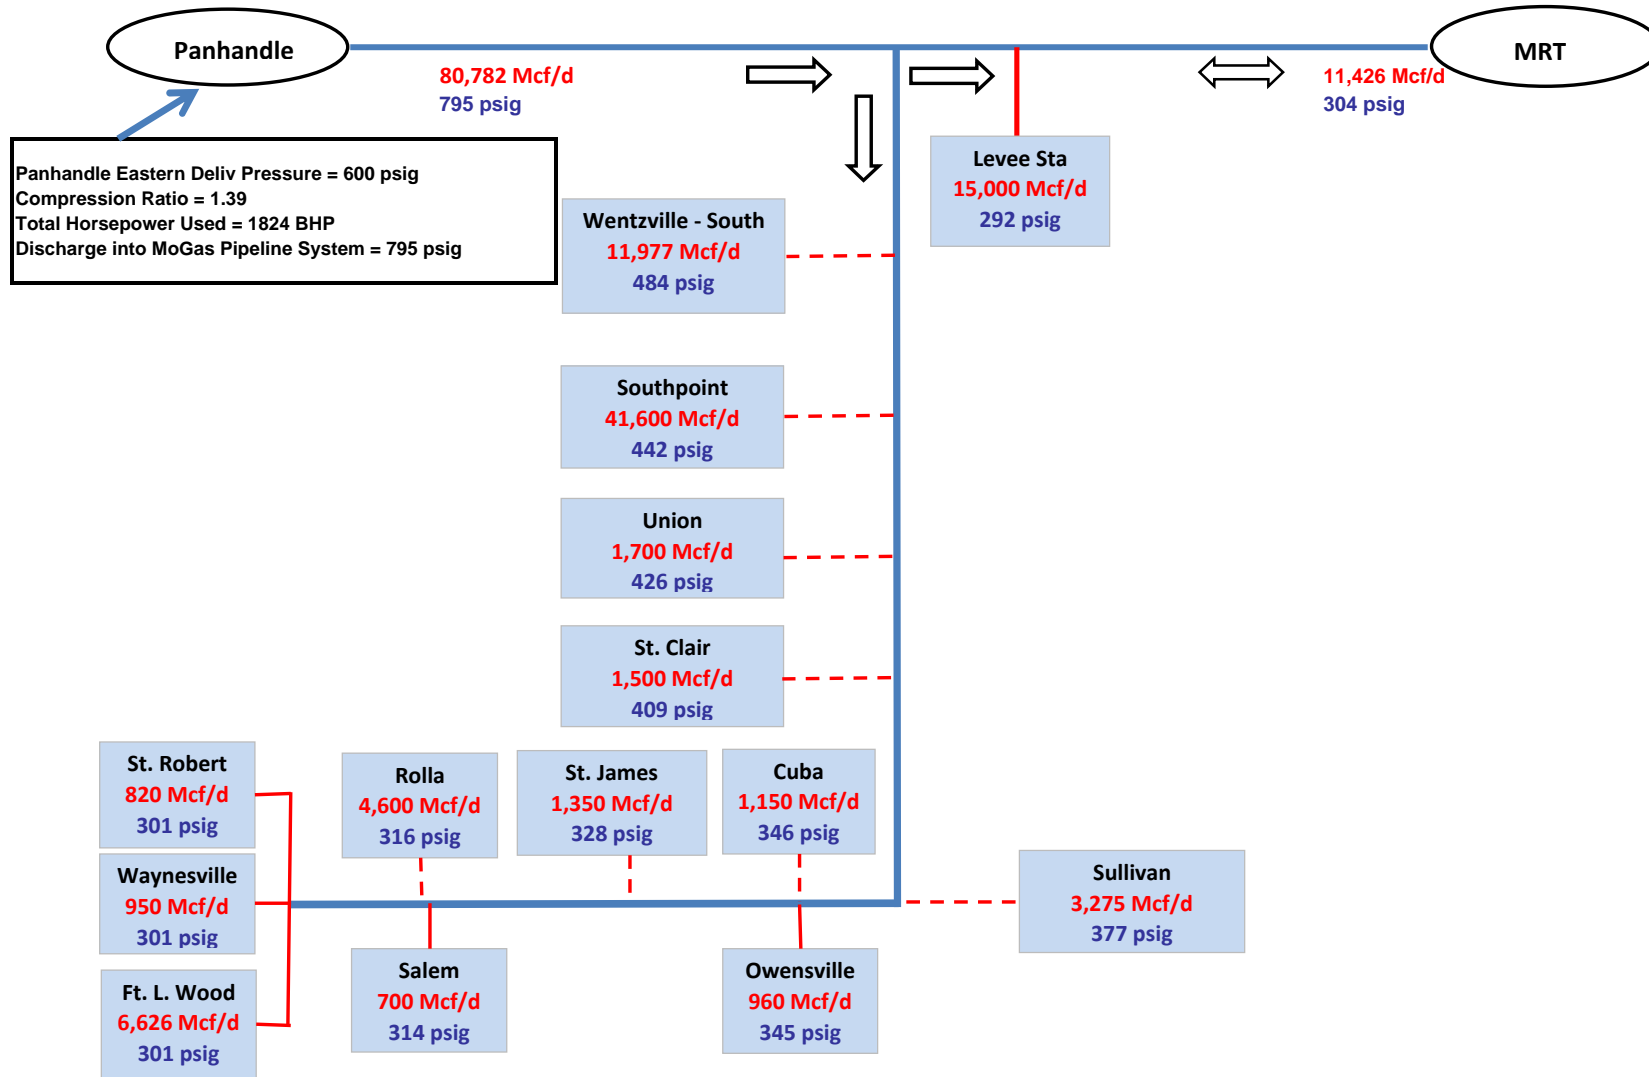 Panhandle
MRT
80,782 Mcf/d
795 psig
11,426 Mcf/d
304 psig
Panhandle Eastern Deliv Pressure = 600 psig
Compression Ratio = 1.39
Total Horsepower Used = 1824 BHP
Discharge into MoGas Pipeline System = 795 psig
Levee Sta
15,000 Mcf/d
292 psig
Wentzville - South
11,977 Mcf/d
484 psig
Southpoint
41,600 Mcf/d
442 psig
Union
1,700 Mcf/d
426 psig
St. Clair
1,500 Mcf/d
409 psig
St. Robert
820 Mcf/d
301 psig
Rolla
4,600 Mcf/d
316 psig
St. James
1,350 Mcf/d
328 psig
Cuba
1,150 Mcf/d
346 psig
Waynesville
950 Mcf/d
301 psig
Sullivan
3,275 Mcf/d
377 psig
Ft. L. Wood
6,626 Mcf/d
301 psig
Salem
700 Mcf/d
314 psig
Owensville
960 Mcf/d
345 psig